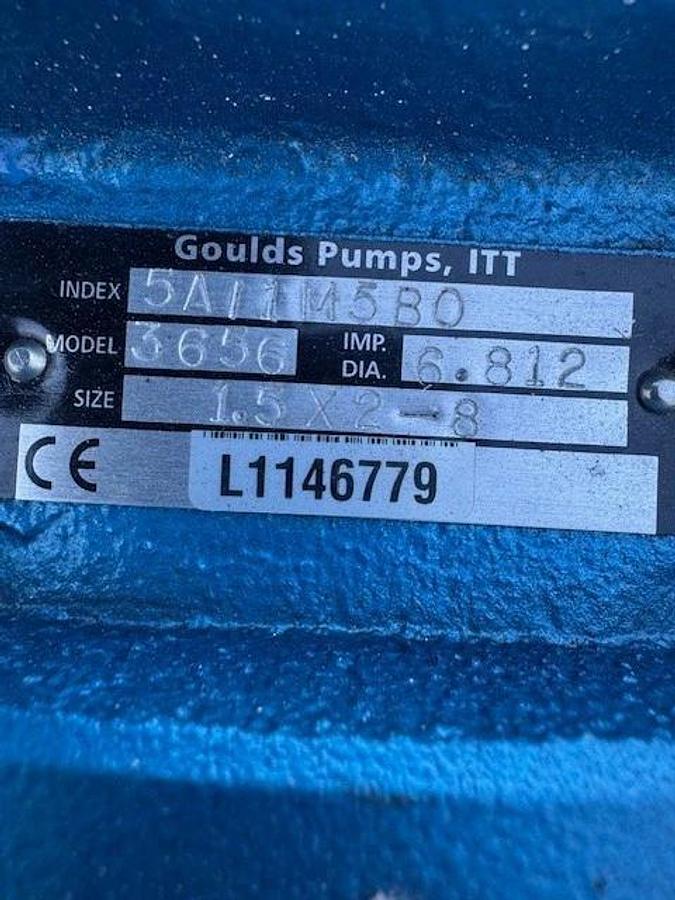 Goulds Pumps, ITT
INDEX 5AI1M5B0
MODEL 3656 IMP. DIA. 6.812
SIZE 1.5 X 2-8
CE L1146779